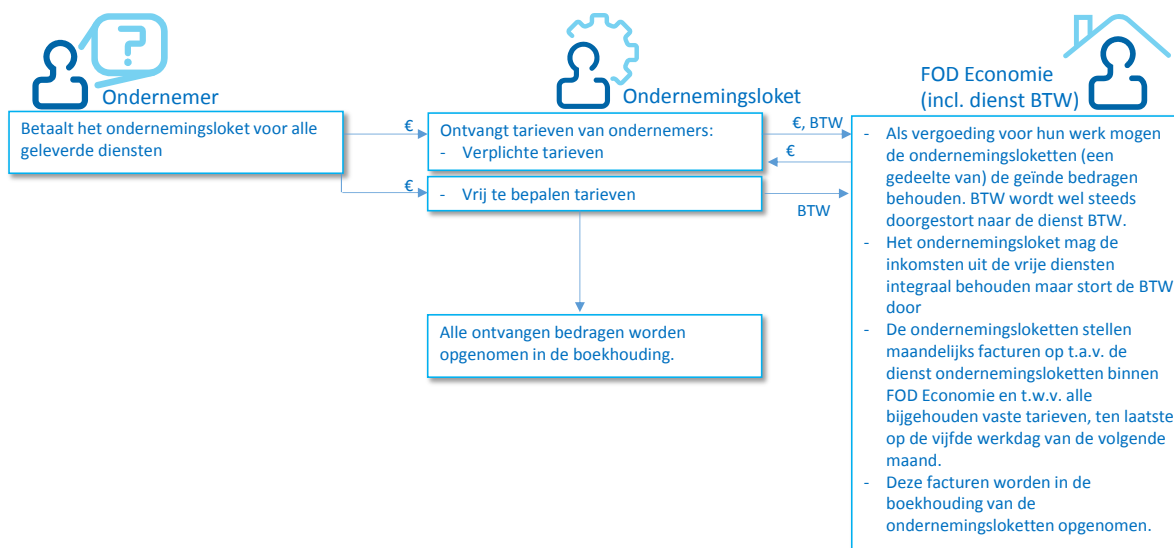 ?
Ondernemer
Betaalt het ondernemingsloket voor alle
geleverde diensten
€
€
Ondernemingsloket
Ontvangt tarieven van ondernemers:
- Verplichte tarieven
- Vrij te bepalen tarieven
Alle ontvangen bedragen worden
opgenomen in de boekhouding.
€, BTW
€
BTW
FOD Economie
(incl. dienst BTW)
- Als vergoeding voor hun werk mogen
de ondernemingsloketten (een
gedeelte van) de geïnde bedragen
behouden. BTW wordt wel steeds
doorgestort naar de dienst BTW.
- Het ondernemingsloket mag de
inkomsten uit de vrije diensten
integraal behouden maar stort de BTW
door
- De ondernemingsloketten stellen
maandelijks facturen op t.a.v. de
dienst ondernemingsloketten binnen
FOD Economie en t.w.v. alle
bijgehouden vaste tarieven, ten laatste
op de vijfde werkdag van de volgende
maand.
- Deze facturen worden in de
boekhouding van de
ondernemingsloketten opgenomen.